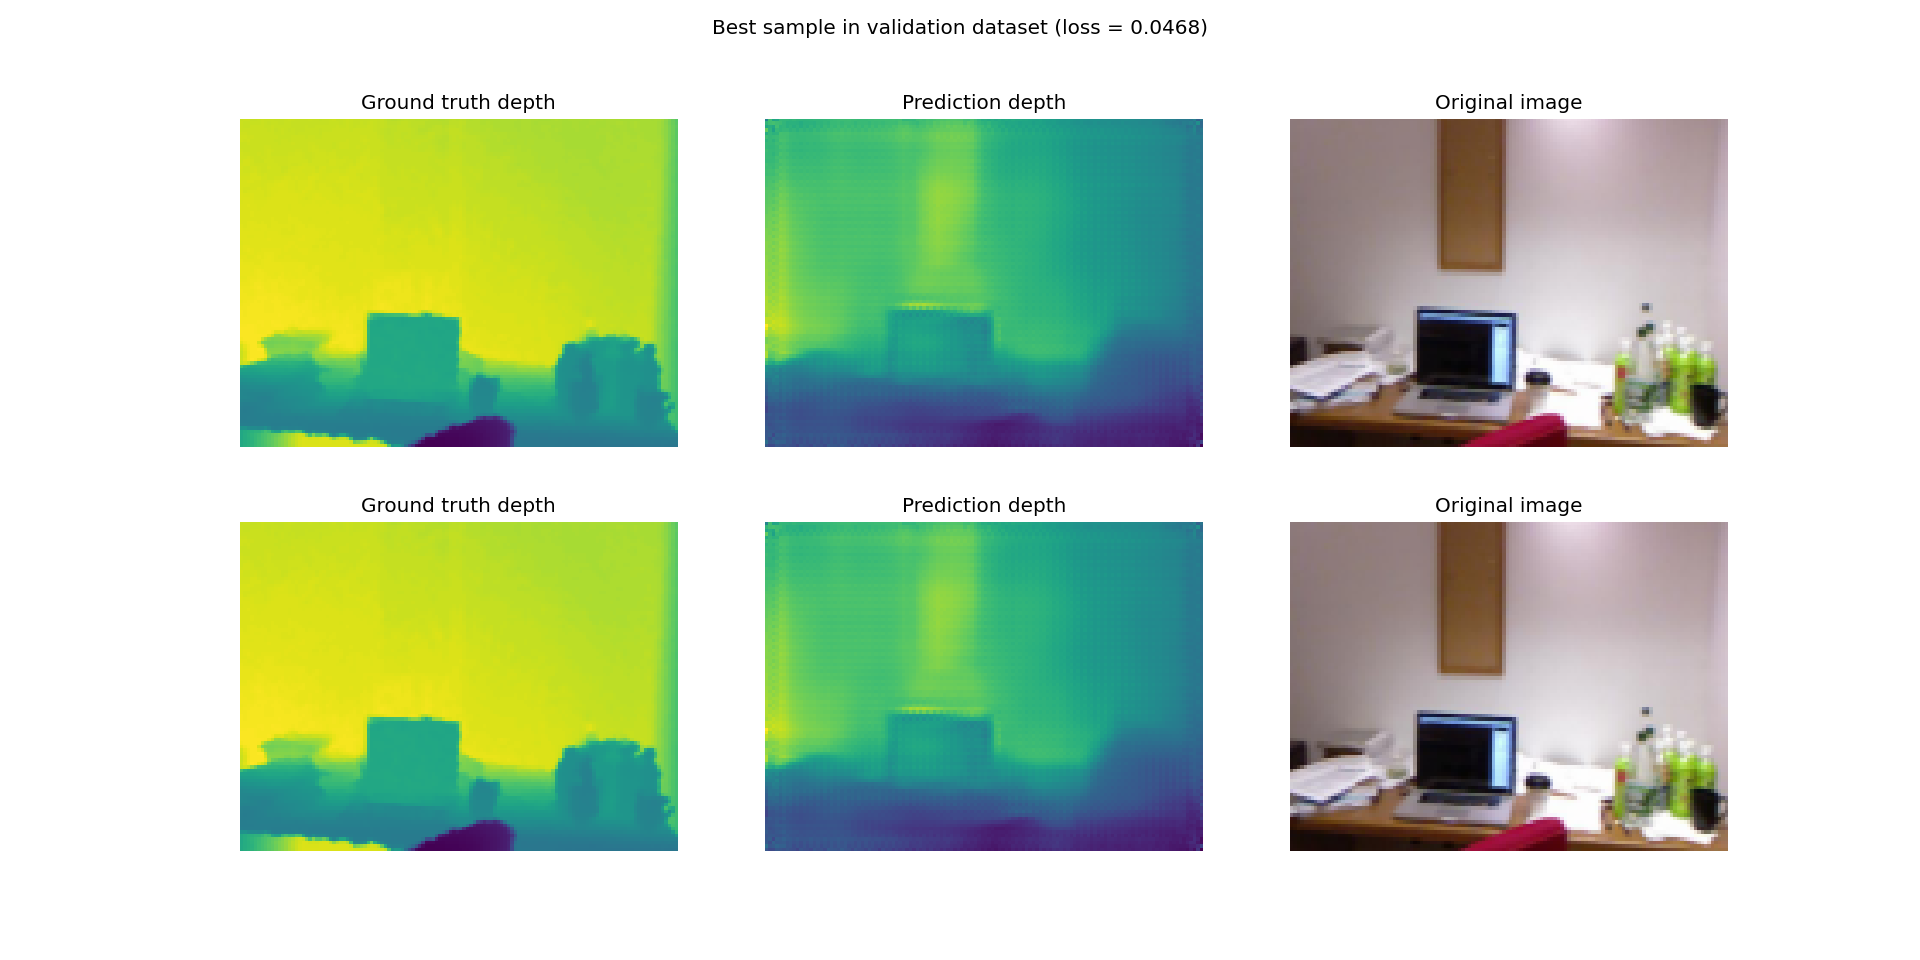 Best sample in validation dataset (loss = 0.0468)
Ground truth depth
Prediction depth
Original image
Ground truth depth
Prediction depth
Original image